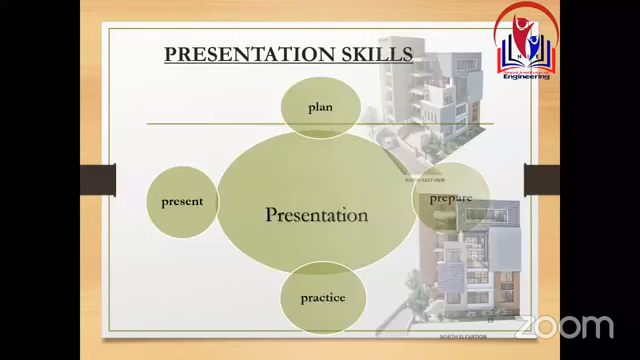 PRESENTATION SKILLS
plan
NORTH-EAST VIEW
present
Presentation
prepare
practice
NORTH ELEVATION
Engineering
zoom